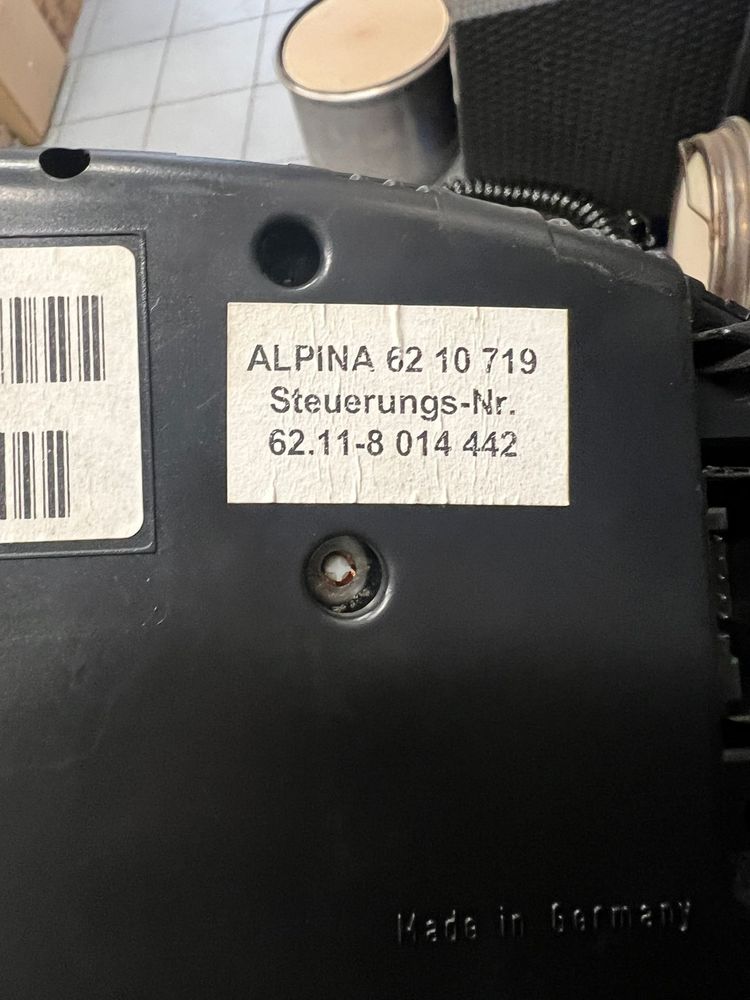 ALPINA 62 10 719
Steuerungs-Nr.
62.11-8 014 442
Made in Germany